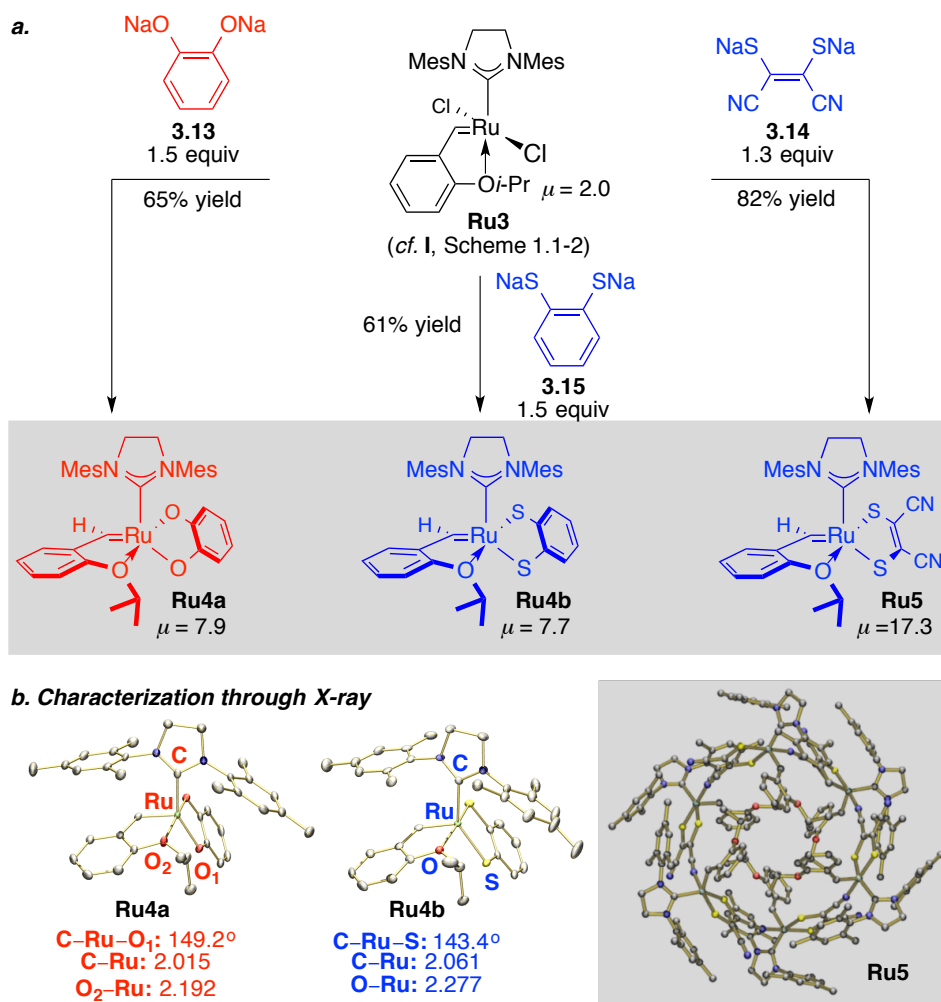 a.
NaO ONa
3.13
1.5 equiv
65% yield
MesN NMes
Cl
Ru
Cl
Oi-Pr
μ = 2.0
Ru3
(cf. I, Scheme 1.1-2)
NaS SNa
NC CN
3.14
1.3 equiv
82% yield
61% yield
NaS SNa
3.15
1.5 equiv
MesN NMes
H Ru O
O O
Ru4a
μ = 7.9
MesN NMes
H Ru S
O S
Ru4b
μ = 7.7
MesN NMes
H Ru S CN
O S CN
Ru5
μ =17.3
b. Characterization through X-ray
C
Ru
O2 O1
Ru4a
C–Ru–O1: 149.2º
C–Ru: 2.015
O2–Ru: 2.192
C
Ru
O S
Ru4b
C–Ru–S: 143.4º
C–Ru: 2.061
O–Ru: 2.277
Ru5